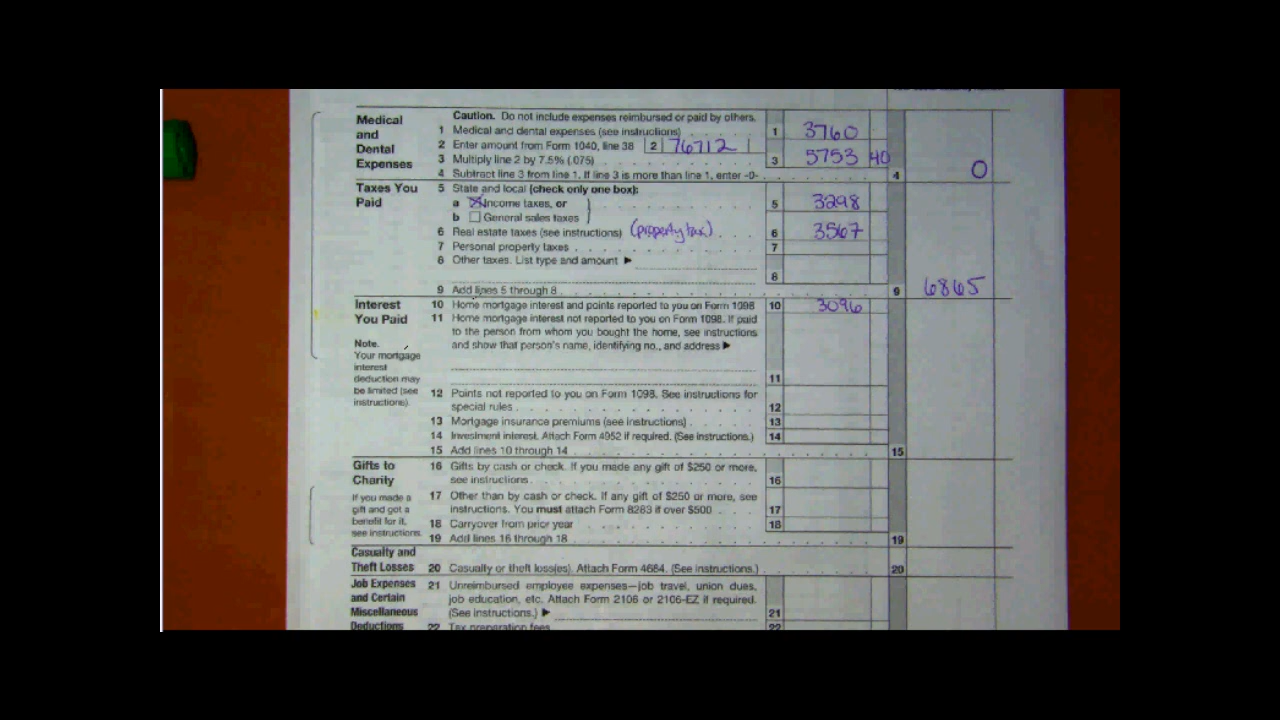 Medical and Dental Expenses
Caution. Do not include expenses reimbursed or paid by others.
1 Medical and dental expenses (see instructions) 1 3760
2 Enter amount from Form 1040, line 38 2 76712
3 Multiply line 2 by 7.5% (.075) 3 5753 40
4 Subtract line 3 from line 1. If line 3 is more than line 1, enter -0- 4 0
Taxes You Paid
5 State and local (check only one box):
a Income taxes, or 5 3298
b General sales taxes
6 Real estate taxes (see instructions) (property tax) 6 3567
7 Personal property taxes 7
8 Other taxes. List type and amount ▶
8
9 Add lines 5 through 8 9 6865
Interest You Paid
10 Home mortgage interest and points reported to you on Form 1098 10 3096
11 Home mortgage interest not reported to you on Form 1098. If paid
to the person from whom you bought the home, see instructions
and show that person's name, identifying no., and address ▶
11
Note.
Your mortgage
interest
deduction may
be limited (see
instructions).
12 Points not reported to you on Form 1098. See instructions for
special rules 12
13 Mortgage insurance premiums (see instructions) 13
14 Investment interest. Attach Form 4952 if required. (See instructions.) 14
15 Add lines 10 through 14 15
Gifts to Charity
16 Gifts by cash or check. If you made any gift of $250 or more,
see instructions. 16
If you made a
gift and got a
benefit for it,
see instructions.
17 Other than by cash or check. If any gift of $250 or more, see
instructions. You must attach Form 8283 if over $500 17
18 Carryover from prior year 18
19 Add lines 16 through 18 19
Casualty and Theft Losses
20 Casualty or theft loss(es). Attach Form 4684. (See instructions.) 20
Job Expenses and Certain Miscellaneous Deductions
21 Unreimbursed employee expenses—job travel, union dues,
job education, etc. Attach Form 2106 or 2106-EZ if required.
(See instructions.) ▶ 21
22 Tax preparation fees 22